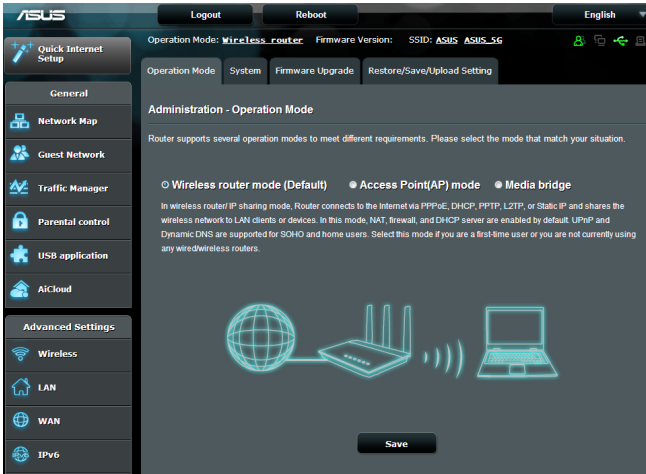 ASUS
Logout
Reboot
English
Quick Internet
Setup
Operation Mode: Wireless router Firmware Version: SSID: ASUS ASUS_5G
Operation Mode
System
Firmware Upgrade
Restore/Save/Upload Setting
General
Network Map
Guest Network
Traffic Manager
Parental control
USB application
AiCloud
Advanced Settings
Wireless
LAN
WAN
IPv6
Administration - Operation Mode
Router supports several operation modes to meet different requirements. Please select the mode that match your situation.
Wireless router mode (Default) Access Point(AP) mode Media bridge
In wireless router/ IP sharing mode, Router connects to the Internet via PPPoE, DHCP, PPTP, L2TP, or Static IP and shares the
wireless network to LAN clients or devices. In this mode, NAT, firewall, and DHCP server are enabled by default. UPnP and
Dynamic DNS are supported for SOHO and home users. Select this mode if you are a first-time user or you are not currently using
any wired/wireless routers.
Save